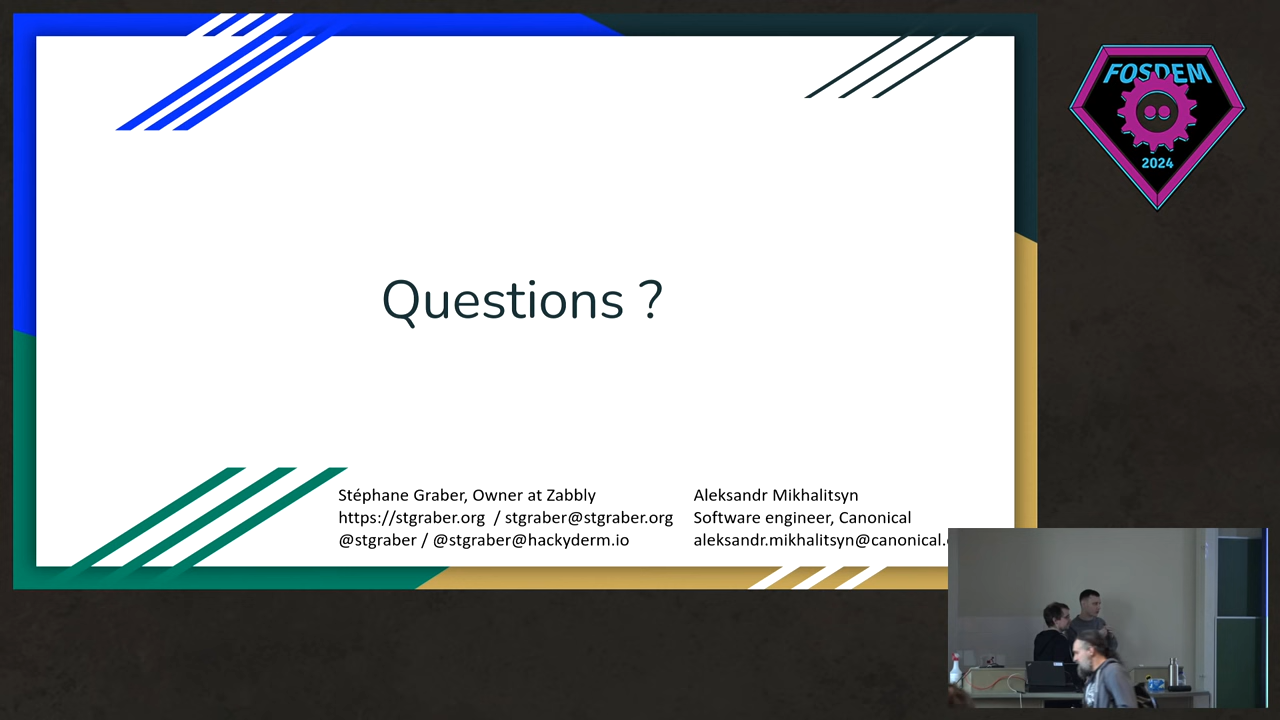 FOSDEM
2024
Questions ?
Stéphane Graber, Owner at Zabbly
https://stgraber.org / stgraber@stgraber.org
@stgraber / @stgraber@hackyderm.io
Aleksandr Mikhalitsyn
Software engineer, Canonical
aleksandr.mikhalitsyn@canonical.